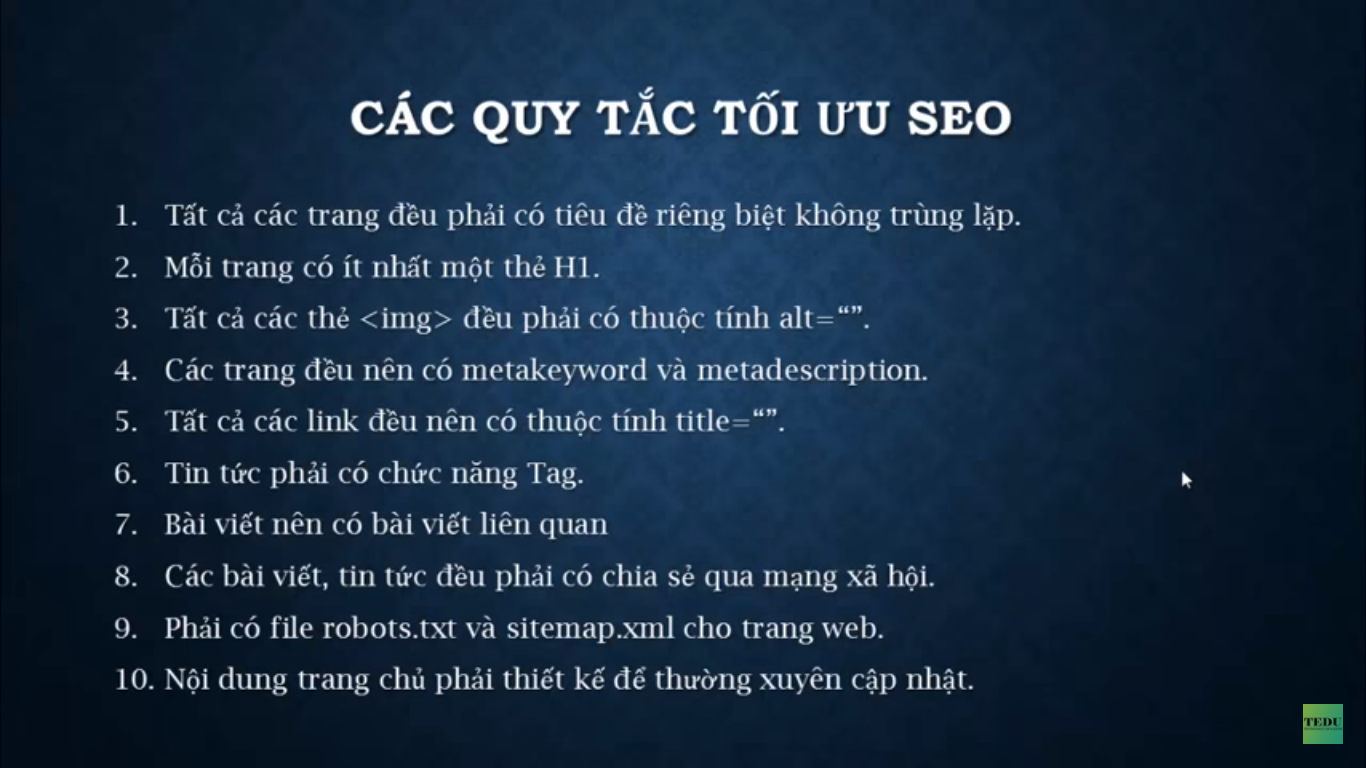 CÁC QUY TẮC TỐI ƯU SEO
1. Tất cả các trang đều phải có tiêu đề riêng biệt không trùng lặp.
2. Mỗi trang có ít nhất một thẻ H1.
3. Tất cả các thẻ <img> đều phải có thuộc tính alt=“”.
4. Các trang đều nên có metakeyword và metadescription.
5. Tất cả các link đều nên có thuộc tính title=“”.
6. Tin tức phải có chức năng Tag.
7. Bài viết nên có bài viết liên quan
8. Các bài viết, tin tức đều phải có chia sẻ qua mạng xã hội.
9. Phải có file robots.txt và sitemap.xml cho trang web.
10. Nội dung trang chủ phải thiết kế để thường xuyên cập nhật.
TEDU